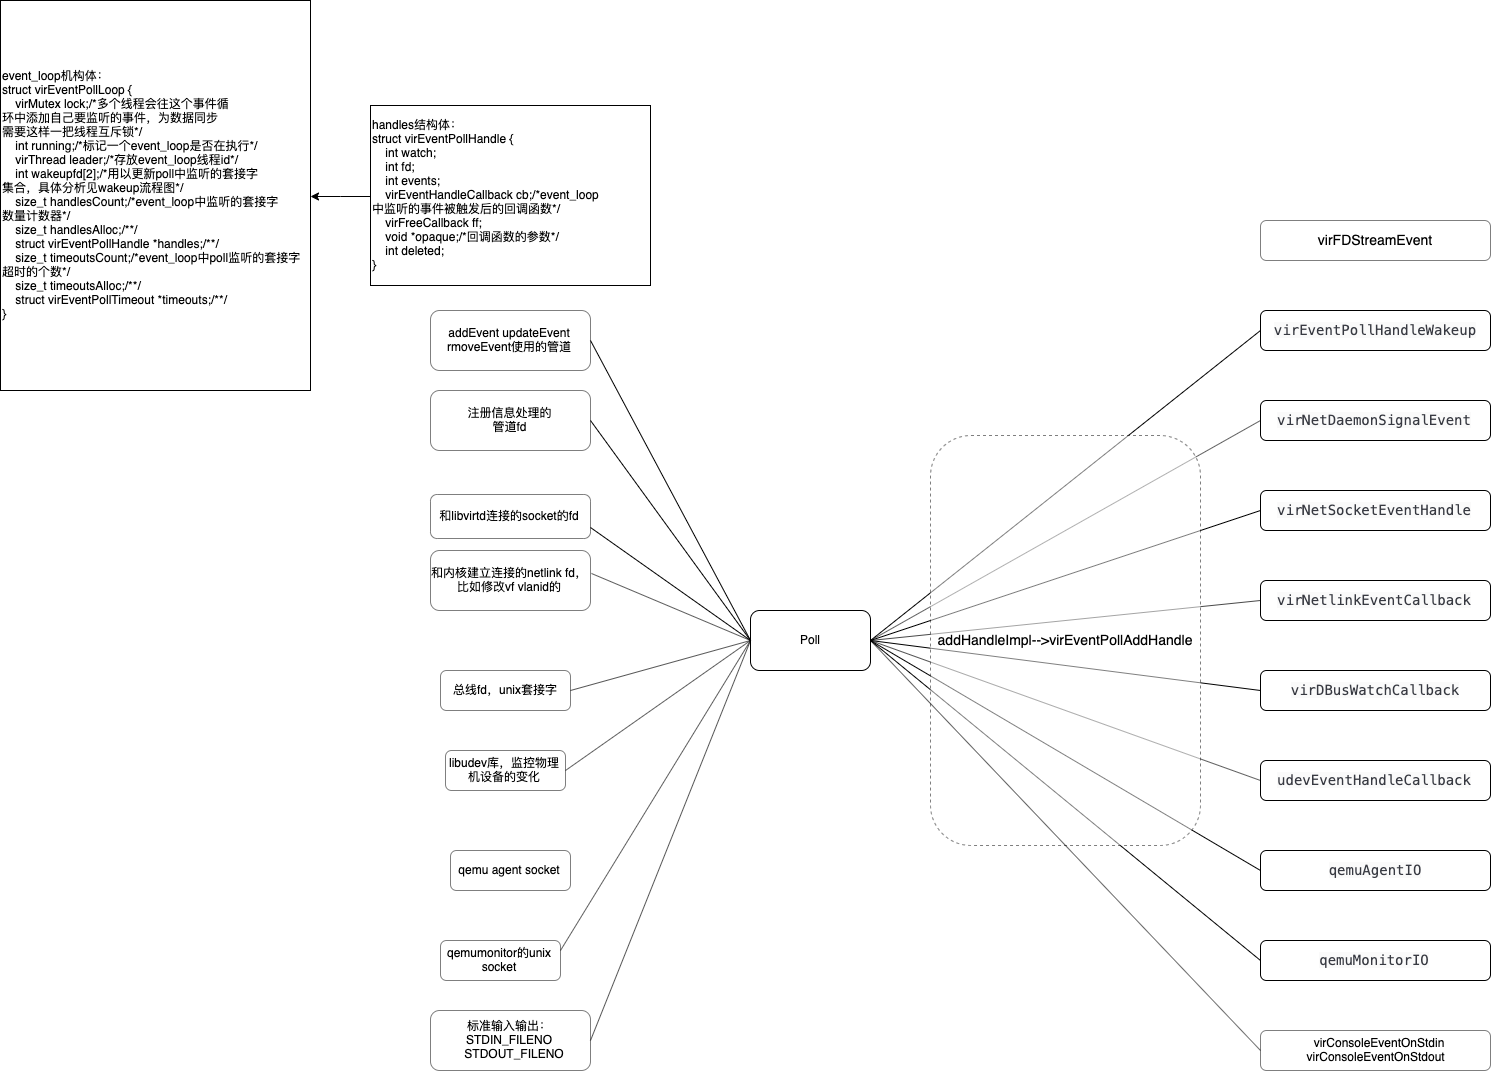 event_loop机构体：
struct virEventPollLoop {
    virMutex lock;/*多个线程会往这个事件循
环中添加自己要监听的事件，为数据同步
需要这样一把线程互斥锁*/
    int running;/*标记一个event_loop是否在执行*/
    virThread leader;/*存放event_loop线程id*/
    int wakeupfd[2];/*用以更新poll中监听的套接字
集合，具体分析见wakeup流程图*/
    size_t handlesCount;/*event_loop中监听的套接字
数量计数器*/
    size_t handlesAlloc;/**/
    struct virEventPollHandle *handles;/**/
    size_t timeoutsCount;/*event_loop中poll监听的套接字
超时的个数*/
    size_t timeoutsAlloc;/**/
    struct virEventPollTimeout *timeouts;/**/
}
handles结构体：
struct virEventPollHandle {
    int watch;
    int fd;
    int events;
    virEventHandleCallback cb;/*event_loop
中监听的事件被触发后的回调函数*/
    virFreeCallback ff;
    void *opaque;/*回调函数的参数*/
    int deleted;
}
addEvent updateEvent
rmoveEvent使用的管道
注册信息处理的
管道fd
和libvirtd连接的socket的fd
和内核建立连接的netlink fd，
比如修改vf vlanid的
总线fd，unix套接字
libudev库，监控物理
机设备的变化
qemu agent socket
qemumonitor的unix
socket
标准输入输出：
STDIN_FILENO
STDOUT_FILENO
Poll
addHandleImpl-->virEventPollAddHandle
virFDStreamEvent
virEventPollHandleWakeup
virNetDaemonSignalEvent
virNetSocketEventHandle
virNetlinkEventCallback
virDBusWatchCallback
udevEventHandleCallback
qemuAgentIO
qemuMonitorIO
virConsoleEventOnStdin
virConsoleEventOnStdout